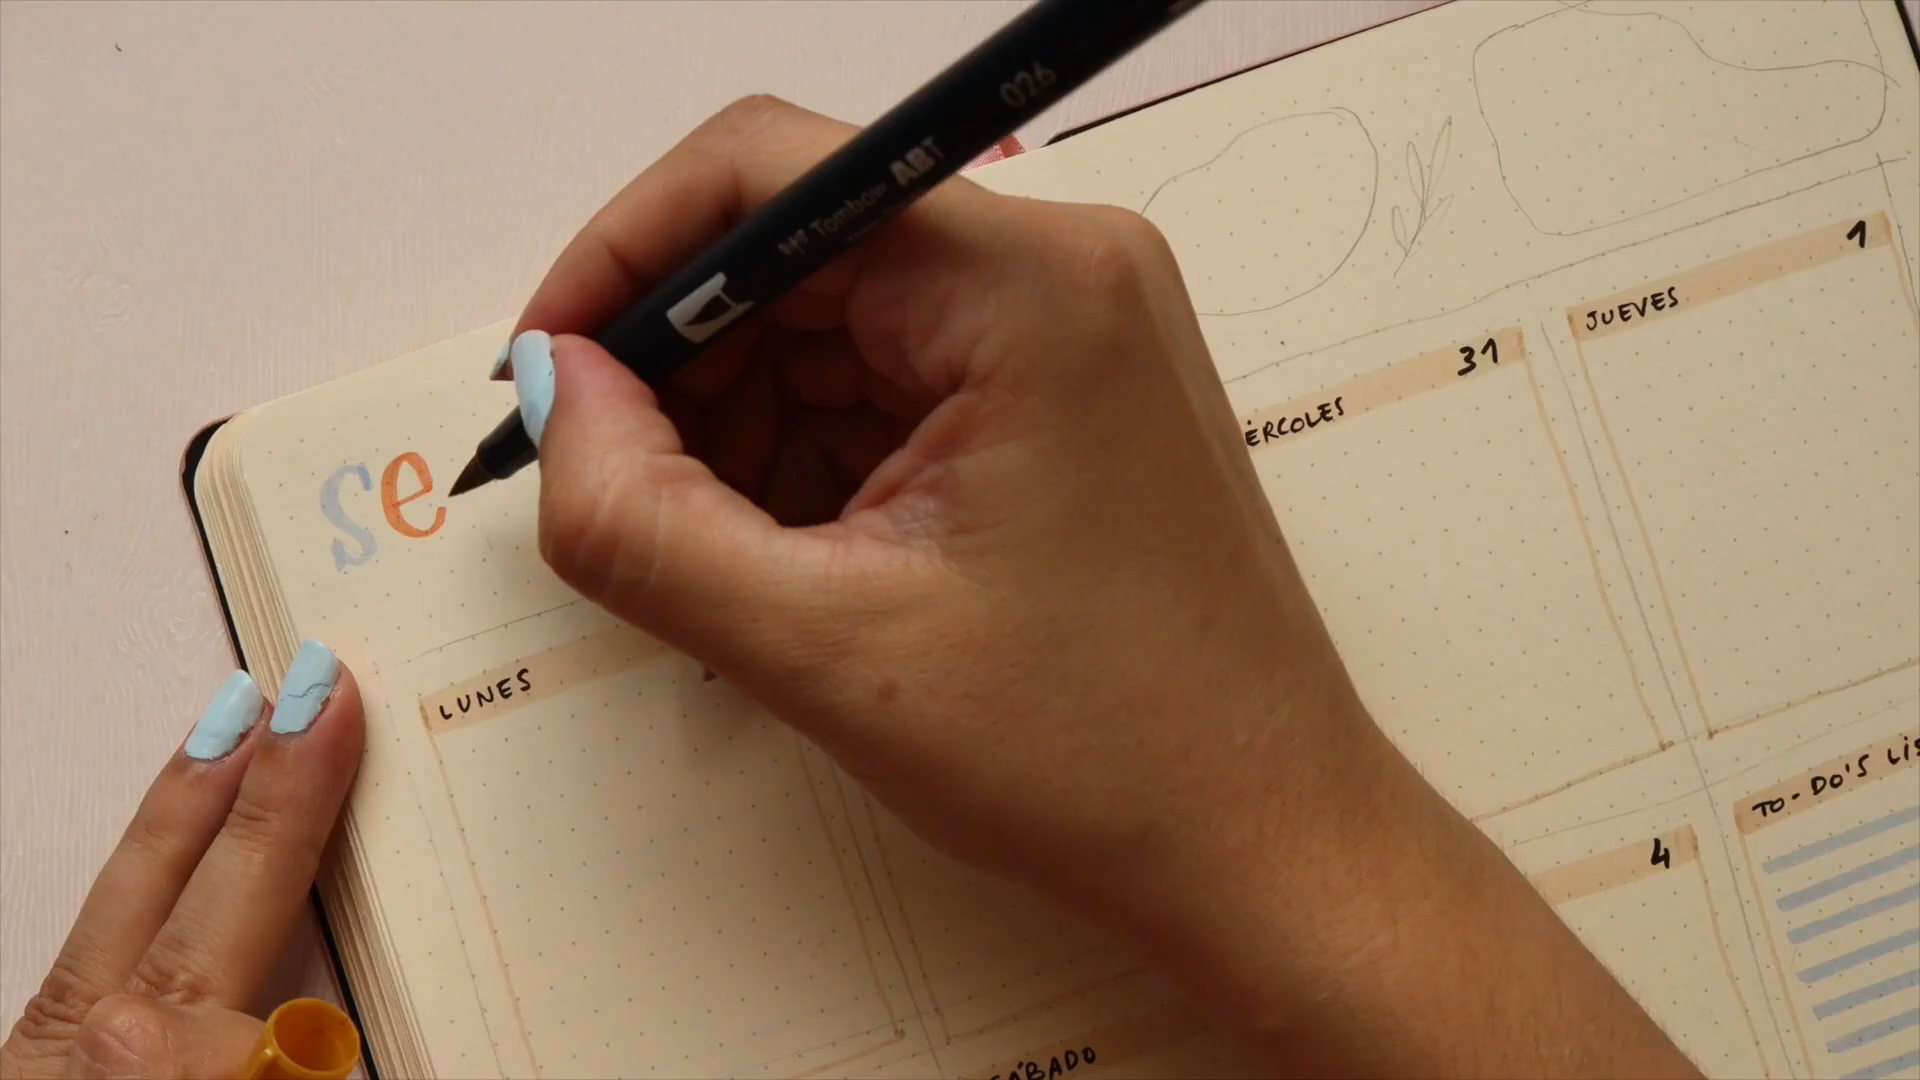 026
Tombow ABT
se
1
JUEVES
31
ÉRCOLES
LUNES
TO-DO'S LIS
4
ÁBADO